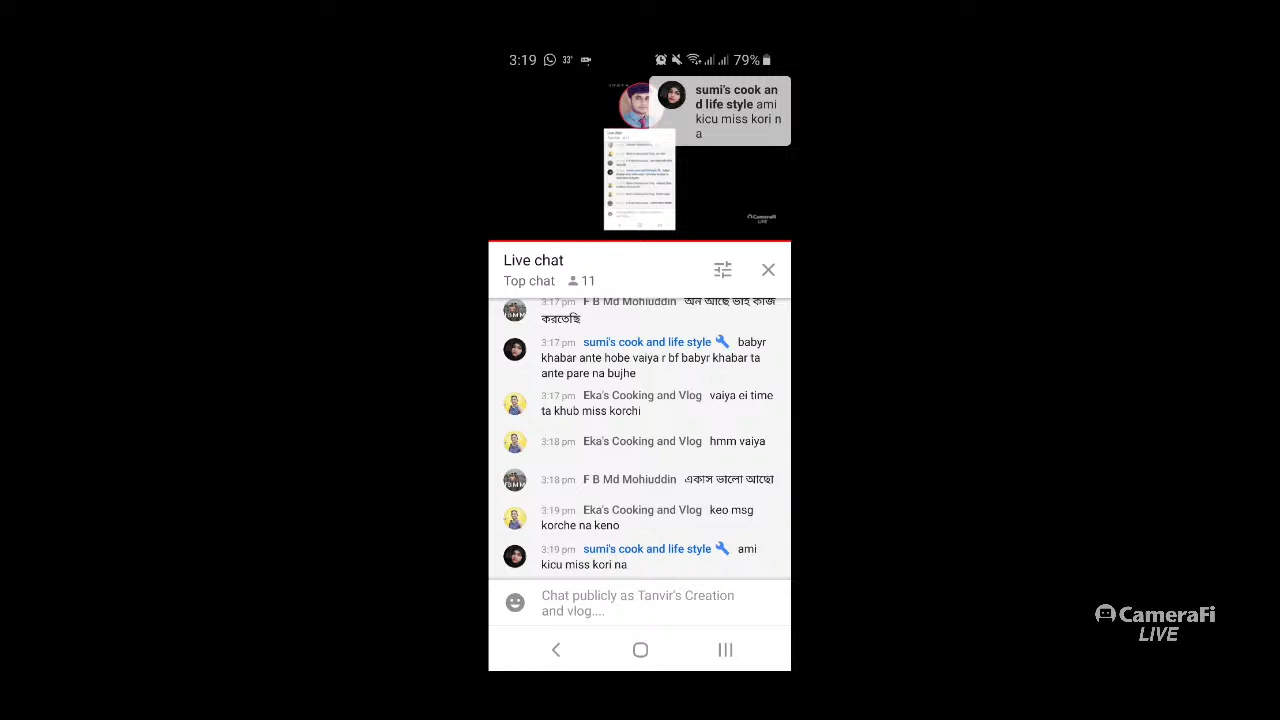 3:19 33° 79%
sumi's cook an
d life style ami
kicu miss kori n
a
CameraFi
LIVE
Live chat
Top chat 11
3:17 pm F B Md Mohiuddin অন আছে ভাই কাজ
করতেছি
3:17 pm sumi's cook and life style babyr
khabar ante hobe vaiya r bf babyr khabar ta
ante pare na bujhe
3:17 pm Eka's Cooking and Vlog vaiya ei time
ta khub miss korchi
3:18 pm Eka's Cooking and Vlog hmm vaiya
3:18 pm F B Md Mohiuddin একাস ভালো আছো
3:19 pm Eka's Cooking and Vlog keo msg
korche na keno
3:19 pm sumi's cook and life style ami
kicu miss kori na
Chat publicly as Tanvir's Creation
and vlog....
CameraFi
LIVE